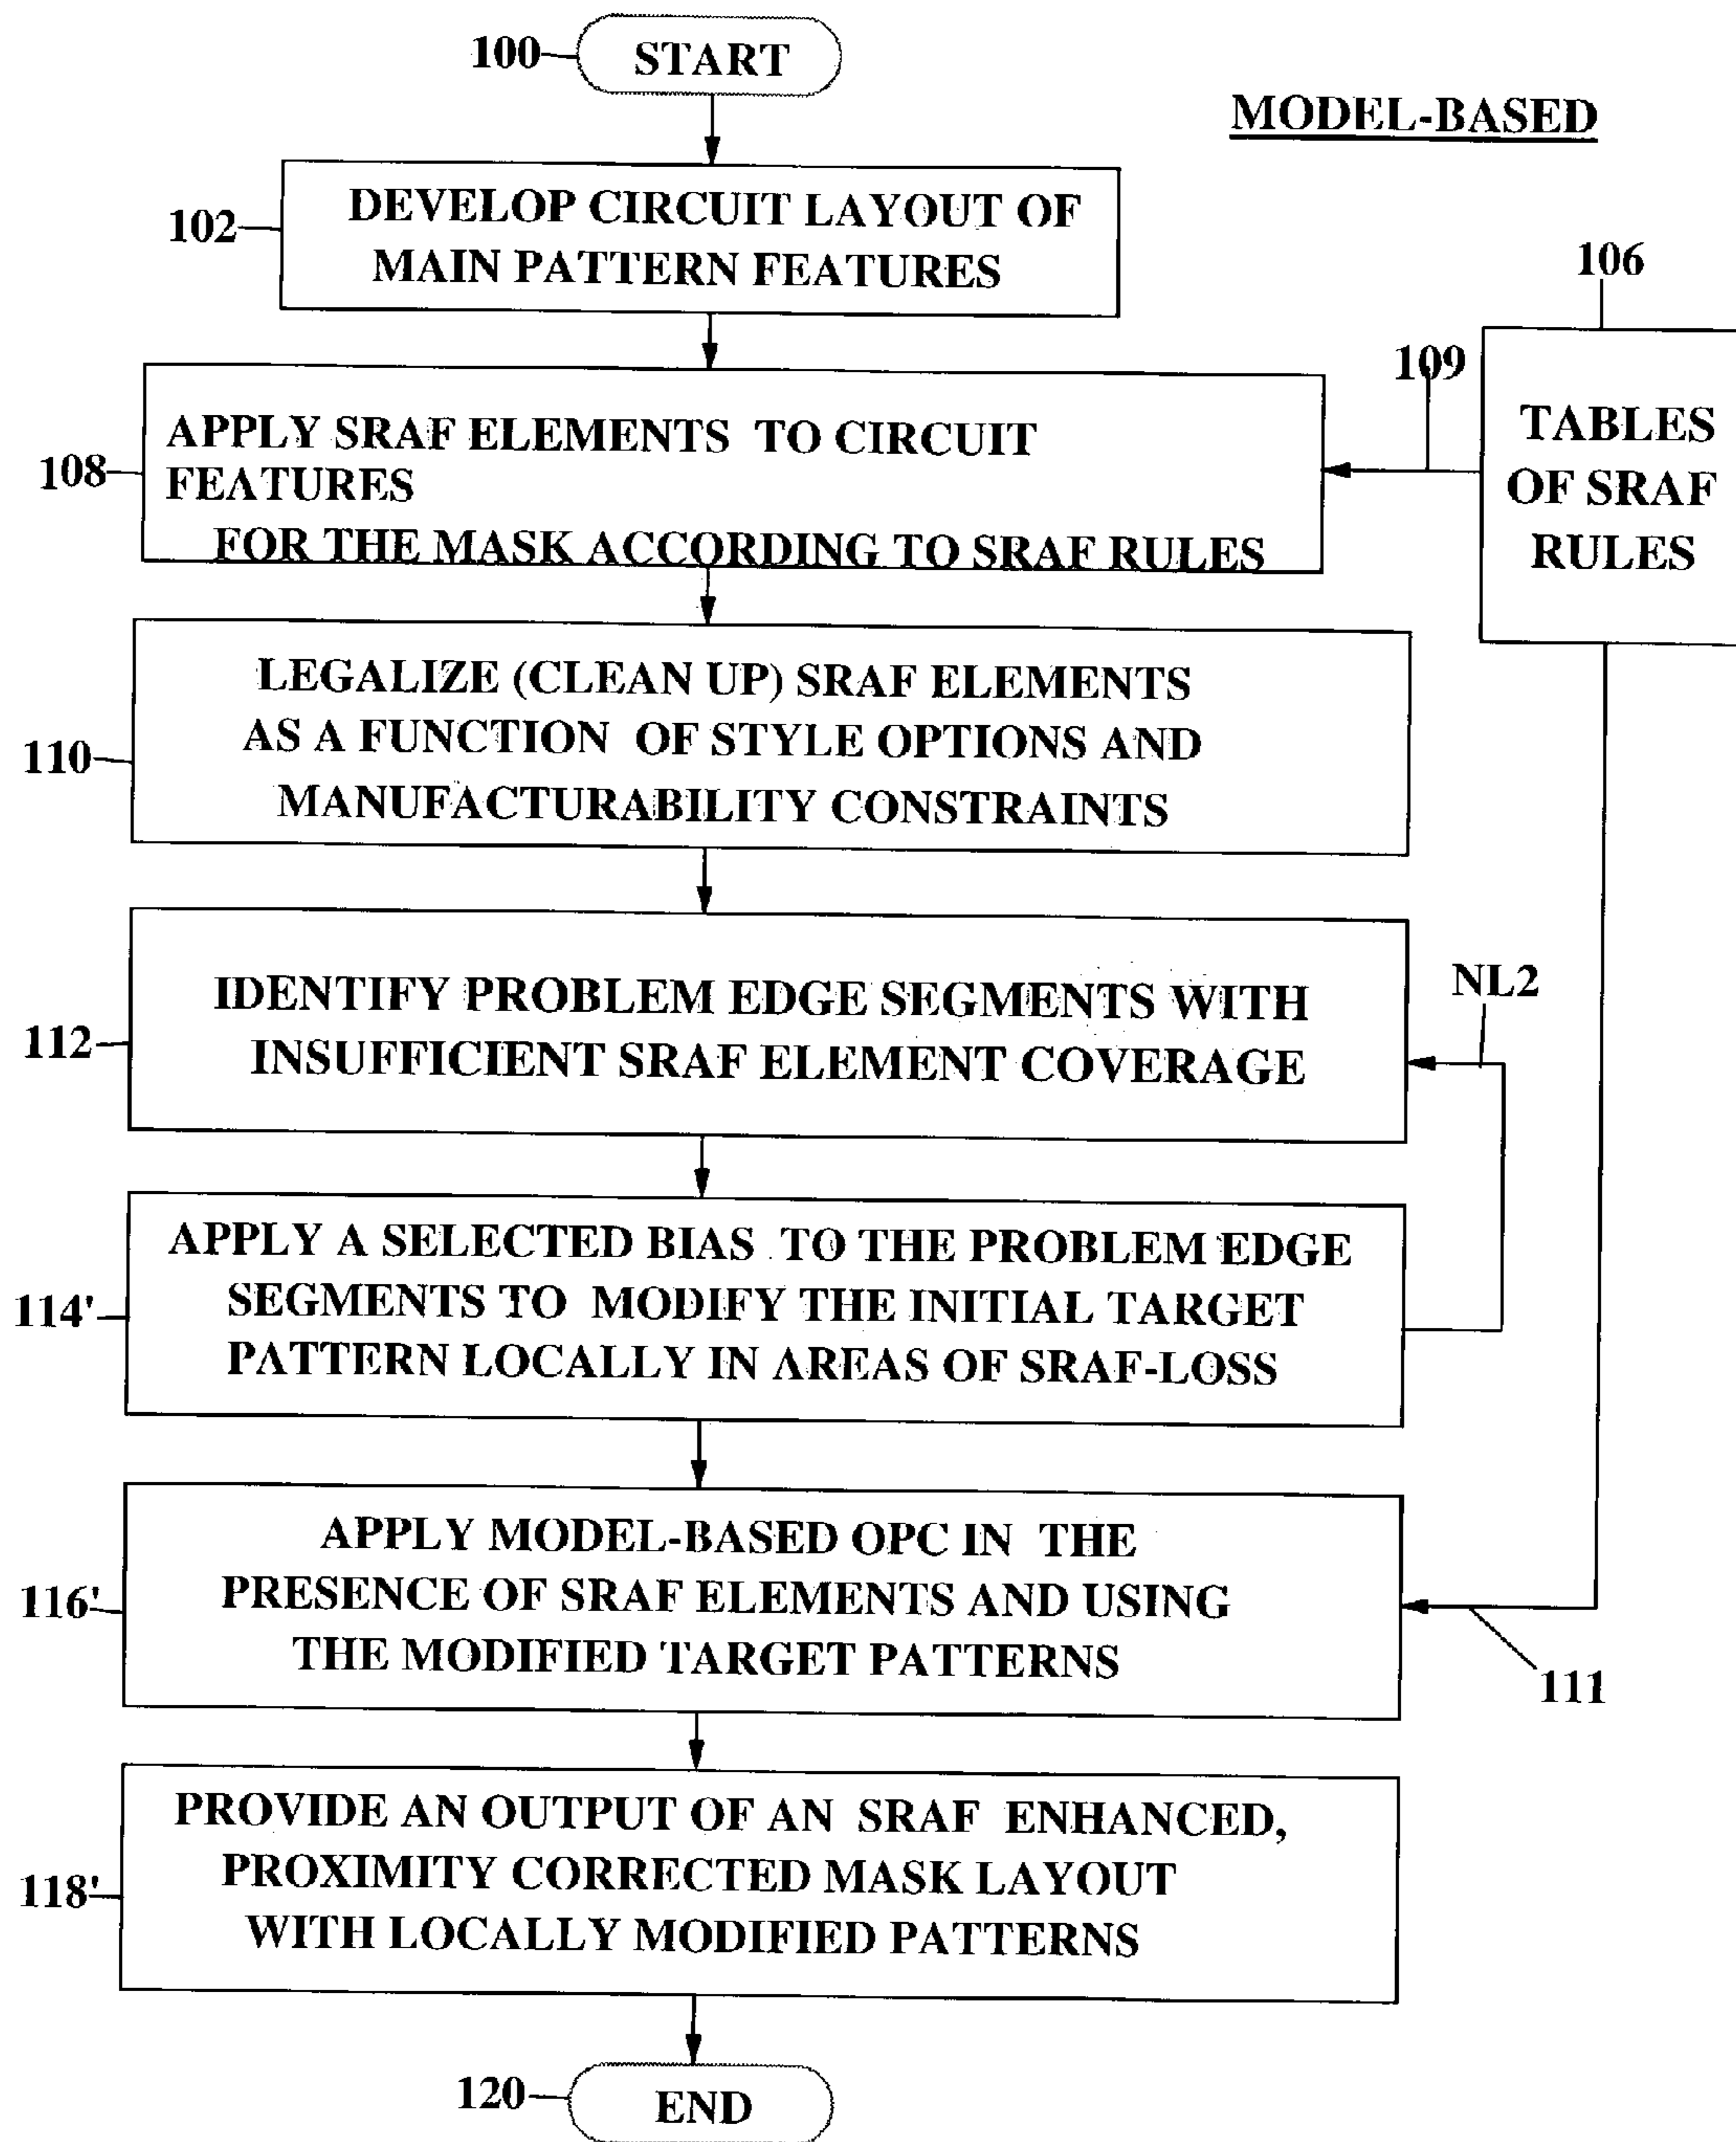 100
START
MODEL-BASED
102
DEVELOP CIRCUIT LAYOUT OF
MAIN PATTERN FEATURES
106
109
TABLES
OF SRAF
RULES
108
APPLY SRAF ELEMENTS TO CIRCUIT
FEATURES
FOR THE MASK ACCORDING TO SRAF RULES
110
LEGALIZE (CLEAN UP) SRAF ELEMENTS
AS A FUNCTION OF STYLE OPTIONS AND
MANUFACTURABILITY CONSTRAINTS
112
IDENTIFY PROBLEM EDGE SEGMENTS WITH
INSUFFICIENT SRAF ELEMENT COVERAGE
NL2
114'
APPLY A SELECTED BIAS TO THE PROBLEM EDGE
SEGMENTS TO MODIFY THE INITIAL TARGET
PATTERN LOCALLY IN AREAS OF SRAF-LOSS
116'
APPLY MODEL-BASED OPC IN THE
PRESENCE OF SRAF ELEMENTS AND USING
THE MODIFIED TARGET PATTERNS
111
118'
PROVIDE AN OUTPUT OF AN SRAF ENHANCED,
PROXIMITY CORRECTED MASK LAYOUT
WITH LOCALLY MODIFIED PATTERNS
120
END